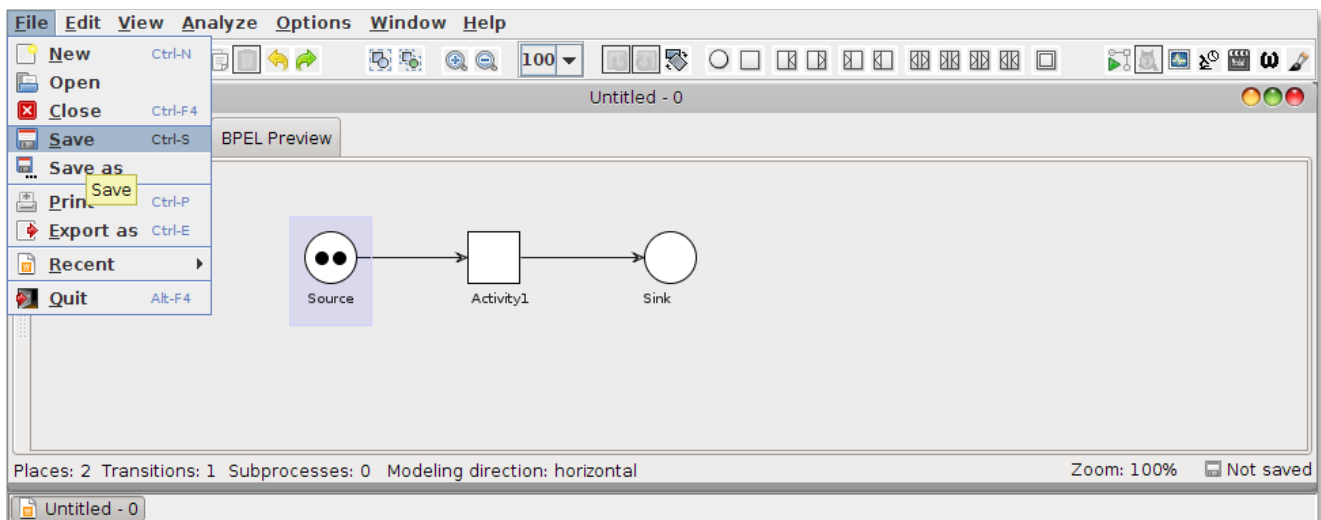 File Edit View Analyze Options Window Help
New Ctrl-N
100
Open
Untitled - 0
Close Ctrl-F4
Save Ctrl-S
BPEL Preview
Save as
Save
Print Ctrl-P
Export as Ctrl-E
Recent
Quit Alt-F4
Source
Activity1
Sink
Places: 2 Transitions: 1 Subprocesses: 0 Modeling direction: horizontal
Zoom: 100% Not saved
Untitled - 0